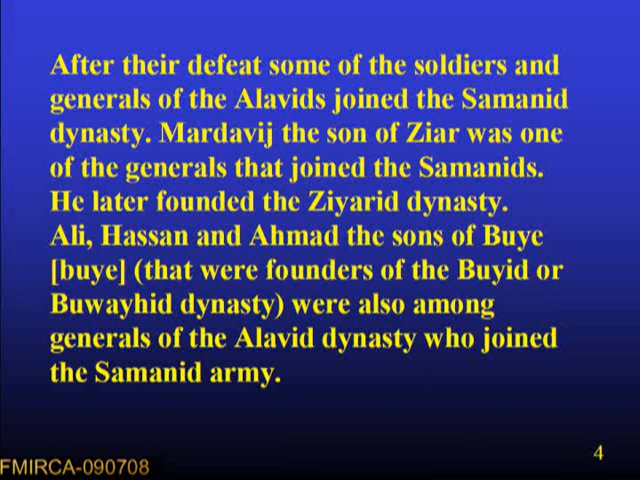 After their defeat some of the soldiers and
generals of the Alavids joined the Samanid
dynasty. Mardavij the son of Ziar was one
of the generals that joined the Samanids.
He later founded the Ziyarid dynasty.
Ali, Hassan and Ahmad the sons of Buye
[buye] (that were founders of the Buyid or
Buwayhid dynasty) were also among
generals of the Alavid dynasty who joined
the Samanid army.
4
FMIRCA-090708